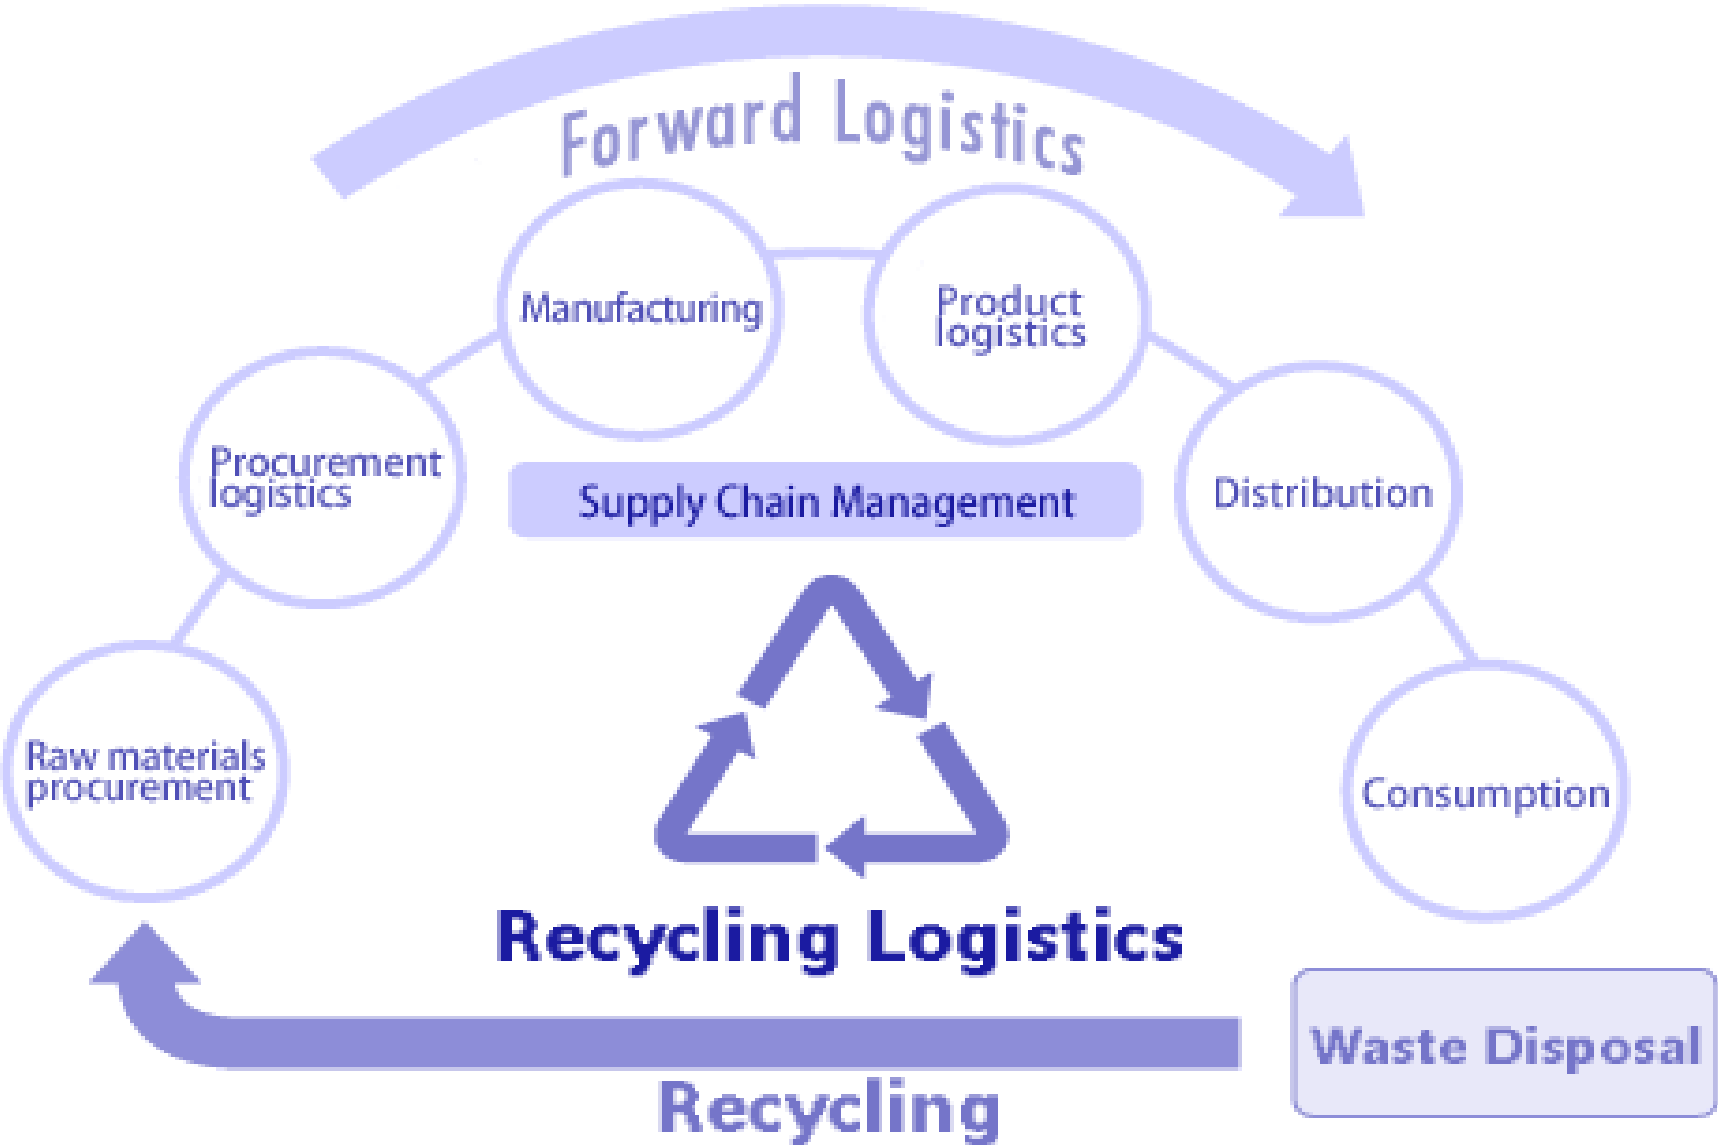 Forward Logistics
Manufacturing
Product
logistics
Procurement
logistics
Supply Chain Management
Distribution
Raw materials
procurement
Consumption
Recycling Logistics
Waste Disposal
Recycling